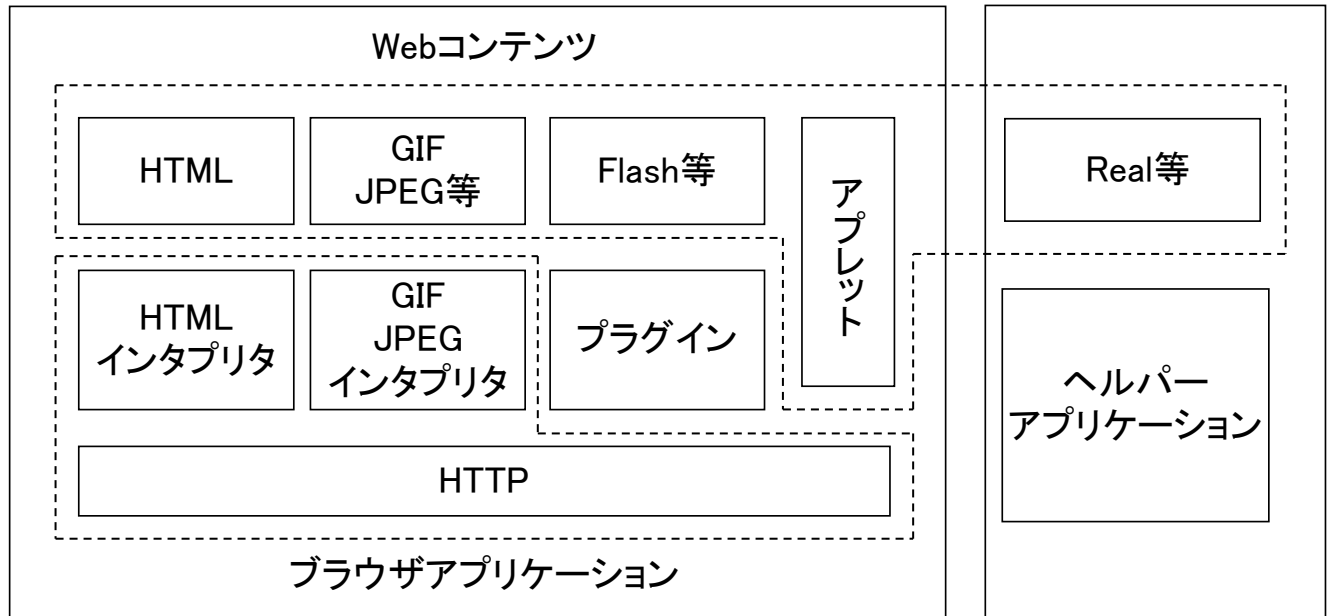 Webコンテンツ
HTML
GIF
JPEG等
Flash等
アプレット
Real等
HTML
インタプリタ
GIF
JPEG
インタプリタ
プラグイン
ヘルパー
アプリケーション
HTTP
ブラウザアプリケーション